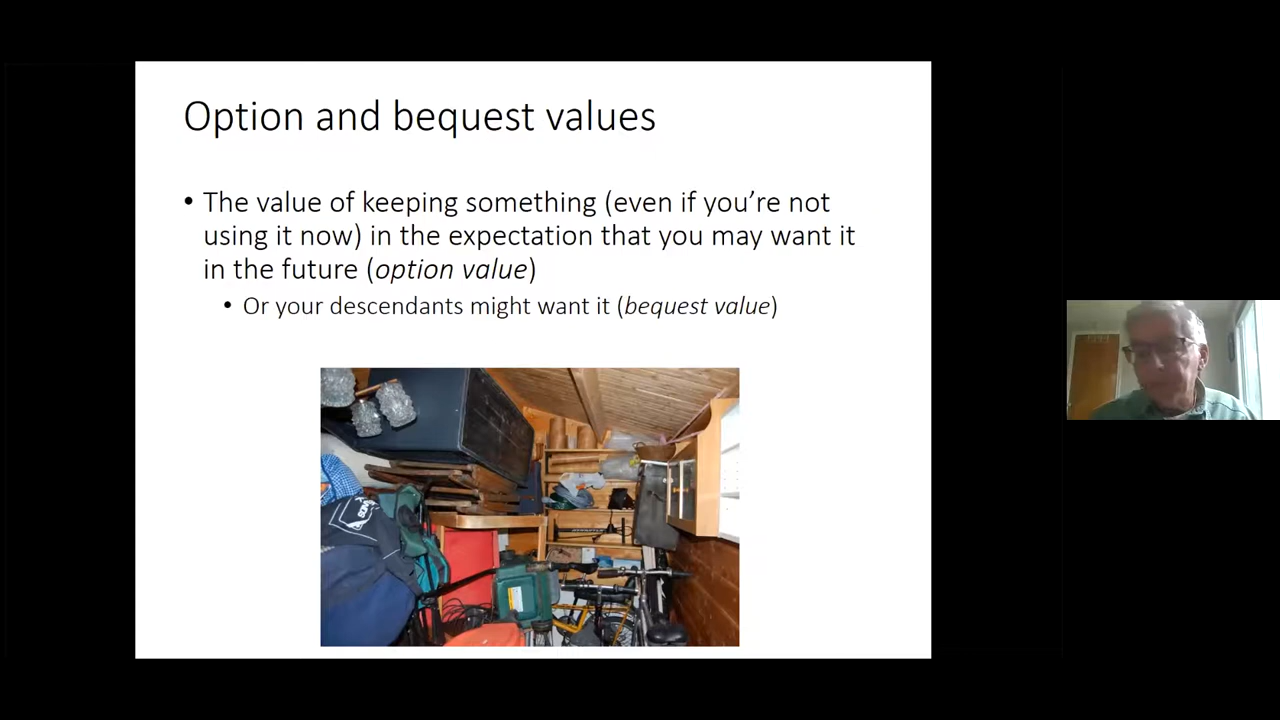 Option and bequest values
• The value of keeping something (even if you’re not
using it now) in the expectation that you may want it
in the future (option value)
• Or your descendants might want it (bequest value)